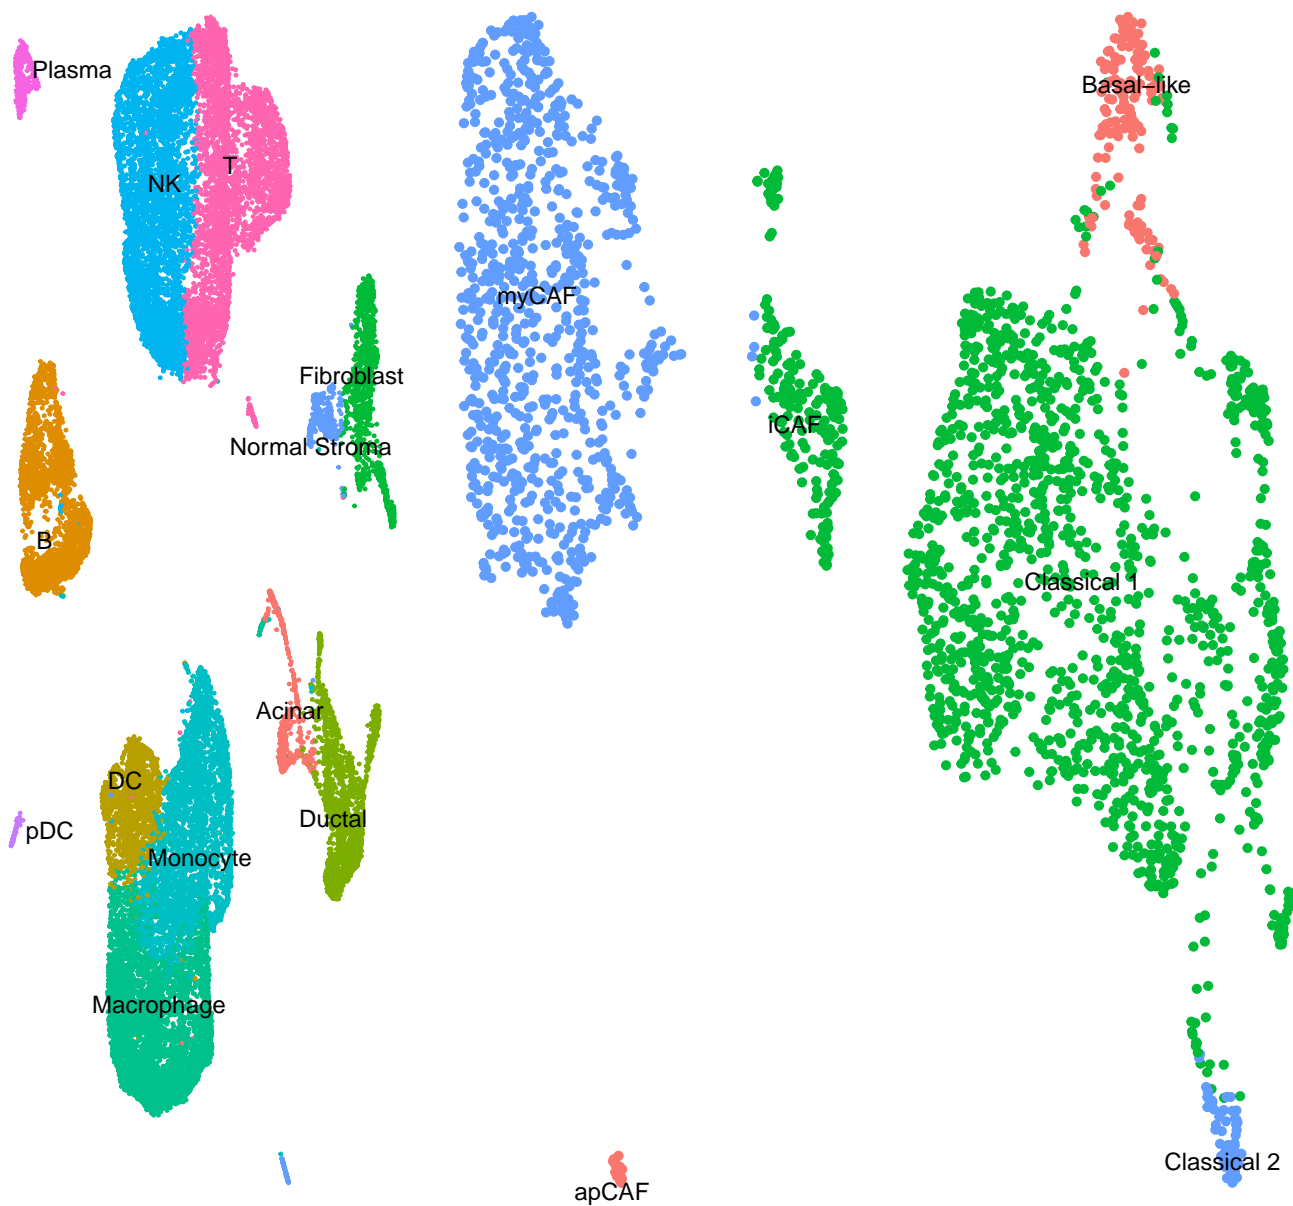 Plasma
NK
T
Fibroblast
Normal Stroma
B
Acinar
DC
Ductal
pDC
Monocyte
Macrophage
myCAF
iCAF
apCAF
Basal−like
Classical 1
Classical 2